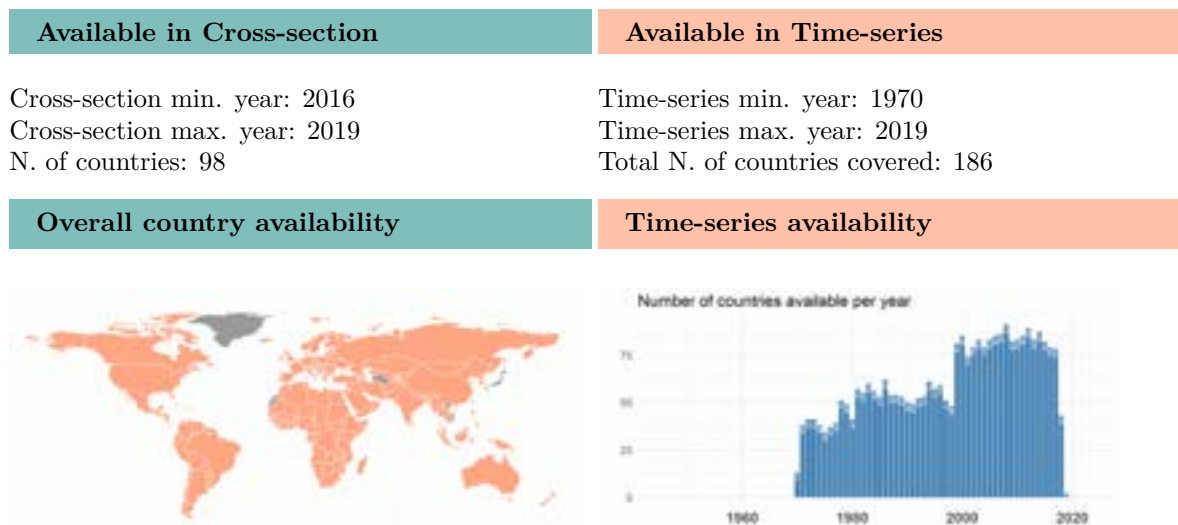 Available in Cross-section
Available in Time-series
Cross-section min. year: 2016
Cross-section max. year: 2019
N. of countries: 98
Time-series min. year: 1970
Time-series max. year: 2019
Total N. of countries covered: 186
Overall country availability
Time-series availability
Number of countries available per year
75
50
25
0
1960 1980 2000 2020